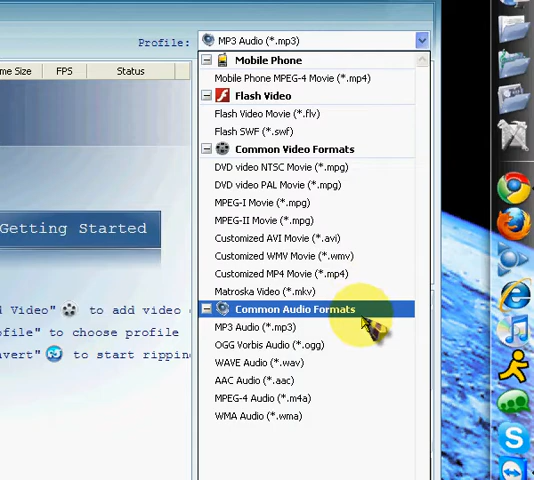 Profile: MP3 Audio (*.mp3)
me Size FPS Status
Mobile Phone
Mobile Phone MPEG-4 Movie (*.mp4)
Flash Video
Flash Video Movie (*.flv)
Flash SWF (*.swf)
Common Video Formats
DVD video NTSC Movie (*.mpg)
DVD video PAL Movie (*.mpg)
MPEG-I Movie (*.mpg)
MPEG-II Movie (*.mpg)
Customized AVI Movie (*.avi)
Customized WMV Movie (*.wmv)
Customized MP4 Movie (*.mp4)
Matroska Video (*.mkv)
Common Audio Formats
MP3 Audio (*.mp3)
OGG Vorbis Audio (*.ogg)
WAVE Audio (*.wav)
AAC Audio (*.aac)
MPEG-4 Audio (*.m4a)
WMA Audio (*.wma)
Getting Started
d Video" to add video
ofile" to choose profile
vert" to start rippin